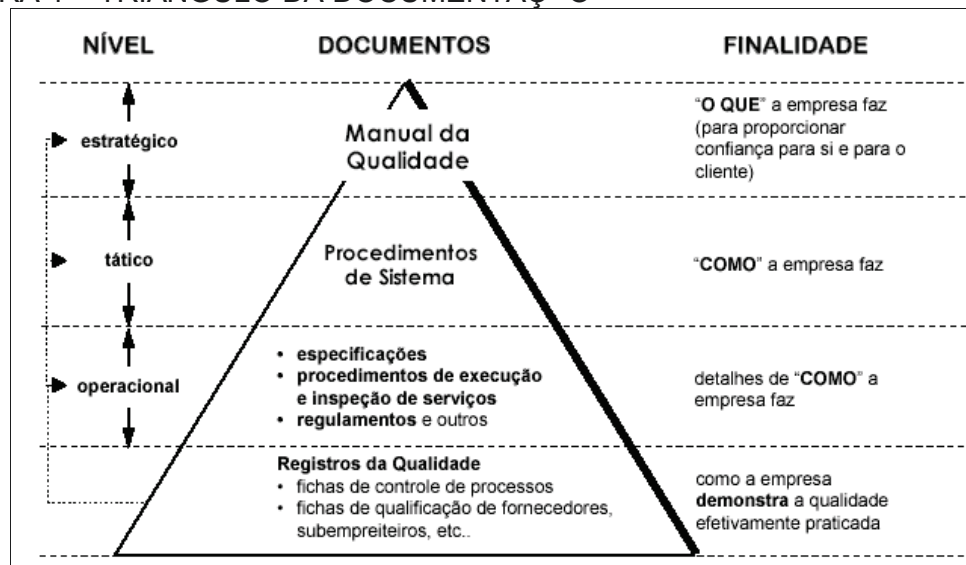 TRIÂNGULO DA DOCUMENTAÇÃO
NÍVEL DOCUMENTOS FINALIDADE
estratégico
Manual da
Qualidade
"O QUE" a empresa faz
(para proporcionar
confiança para si e para o
cliente)
tático
Procedimentos
de Sistema
"COMO" a empresa faz
operacional
• especificações
• procedimentos de execução
e inspeção de serviços
• regulamentos e outros
detalhes de "COMO" a
empresa faz
Registros da Qualidade
• fichas de controle de processos
• fichas de qualificação de fornecedores,
subempreiteiros, etc..
como a empresa
demonstra a qualidade
efetivamente praticada